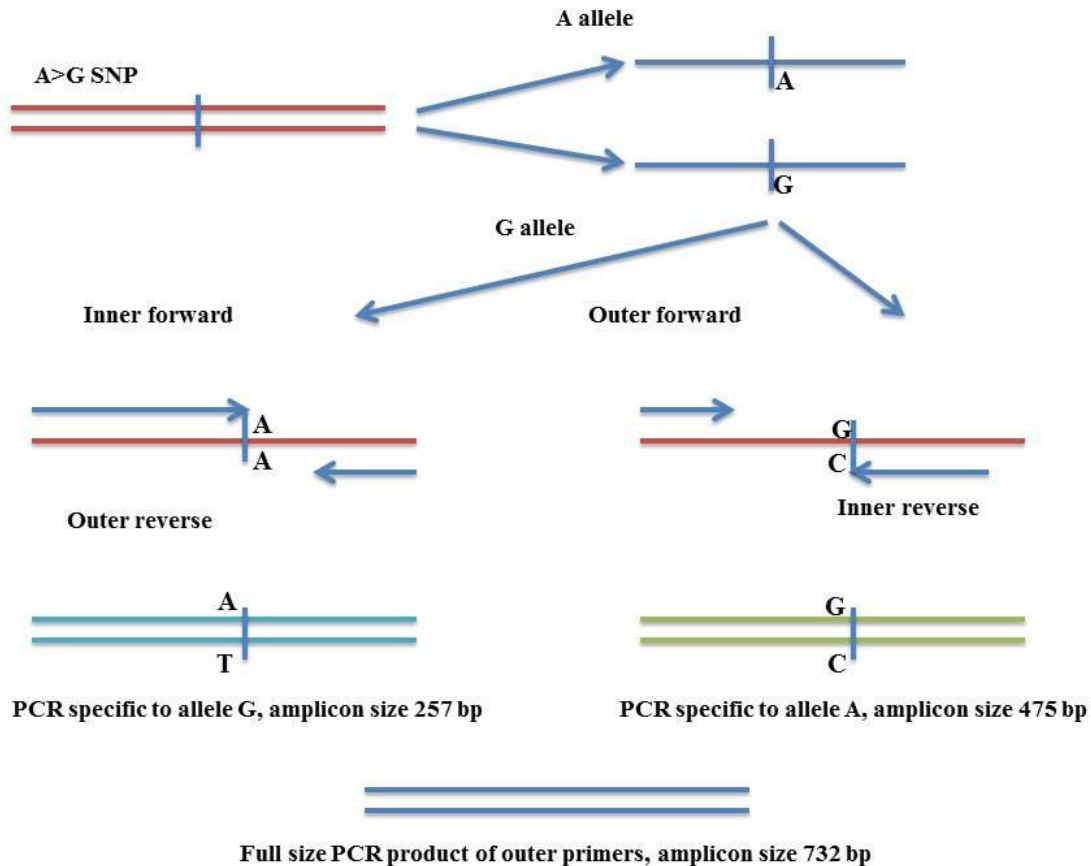 A allele
A>G SNP
A
G
G allele
Inner forward
Outer forward
A
A
G
C
Outer reverse
Inner reverse
A
T
G
C
PCR specific to allele G, amplicon size 257 bp
PCR specific to allele A, amplicon size 475 bp
Full size PCR product of outer primers, amplicon size 732 bp